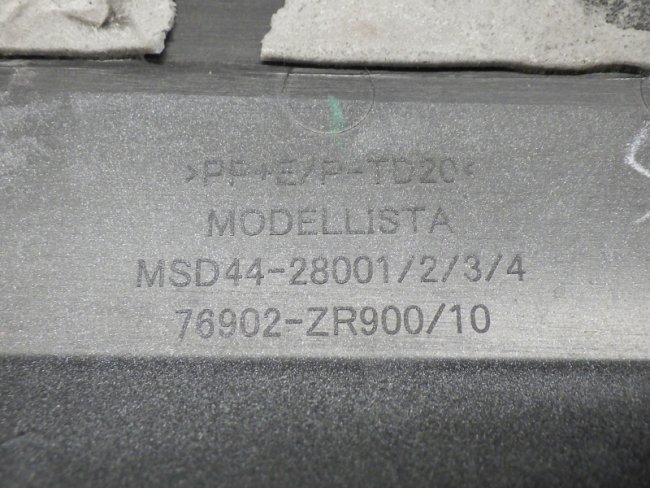 >PP+E/P-TD20<
MODELLISTA
MSD44-28001/2/3/4
76902-ZR900/10